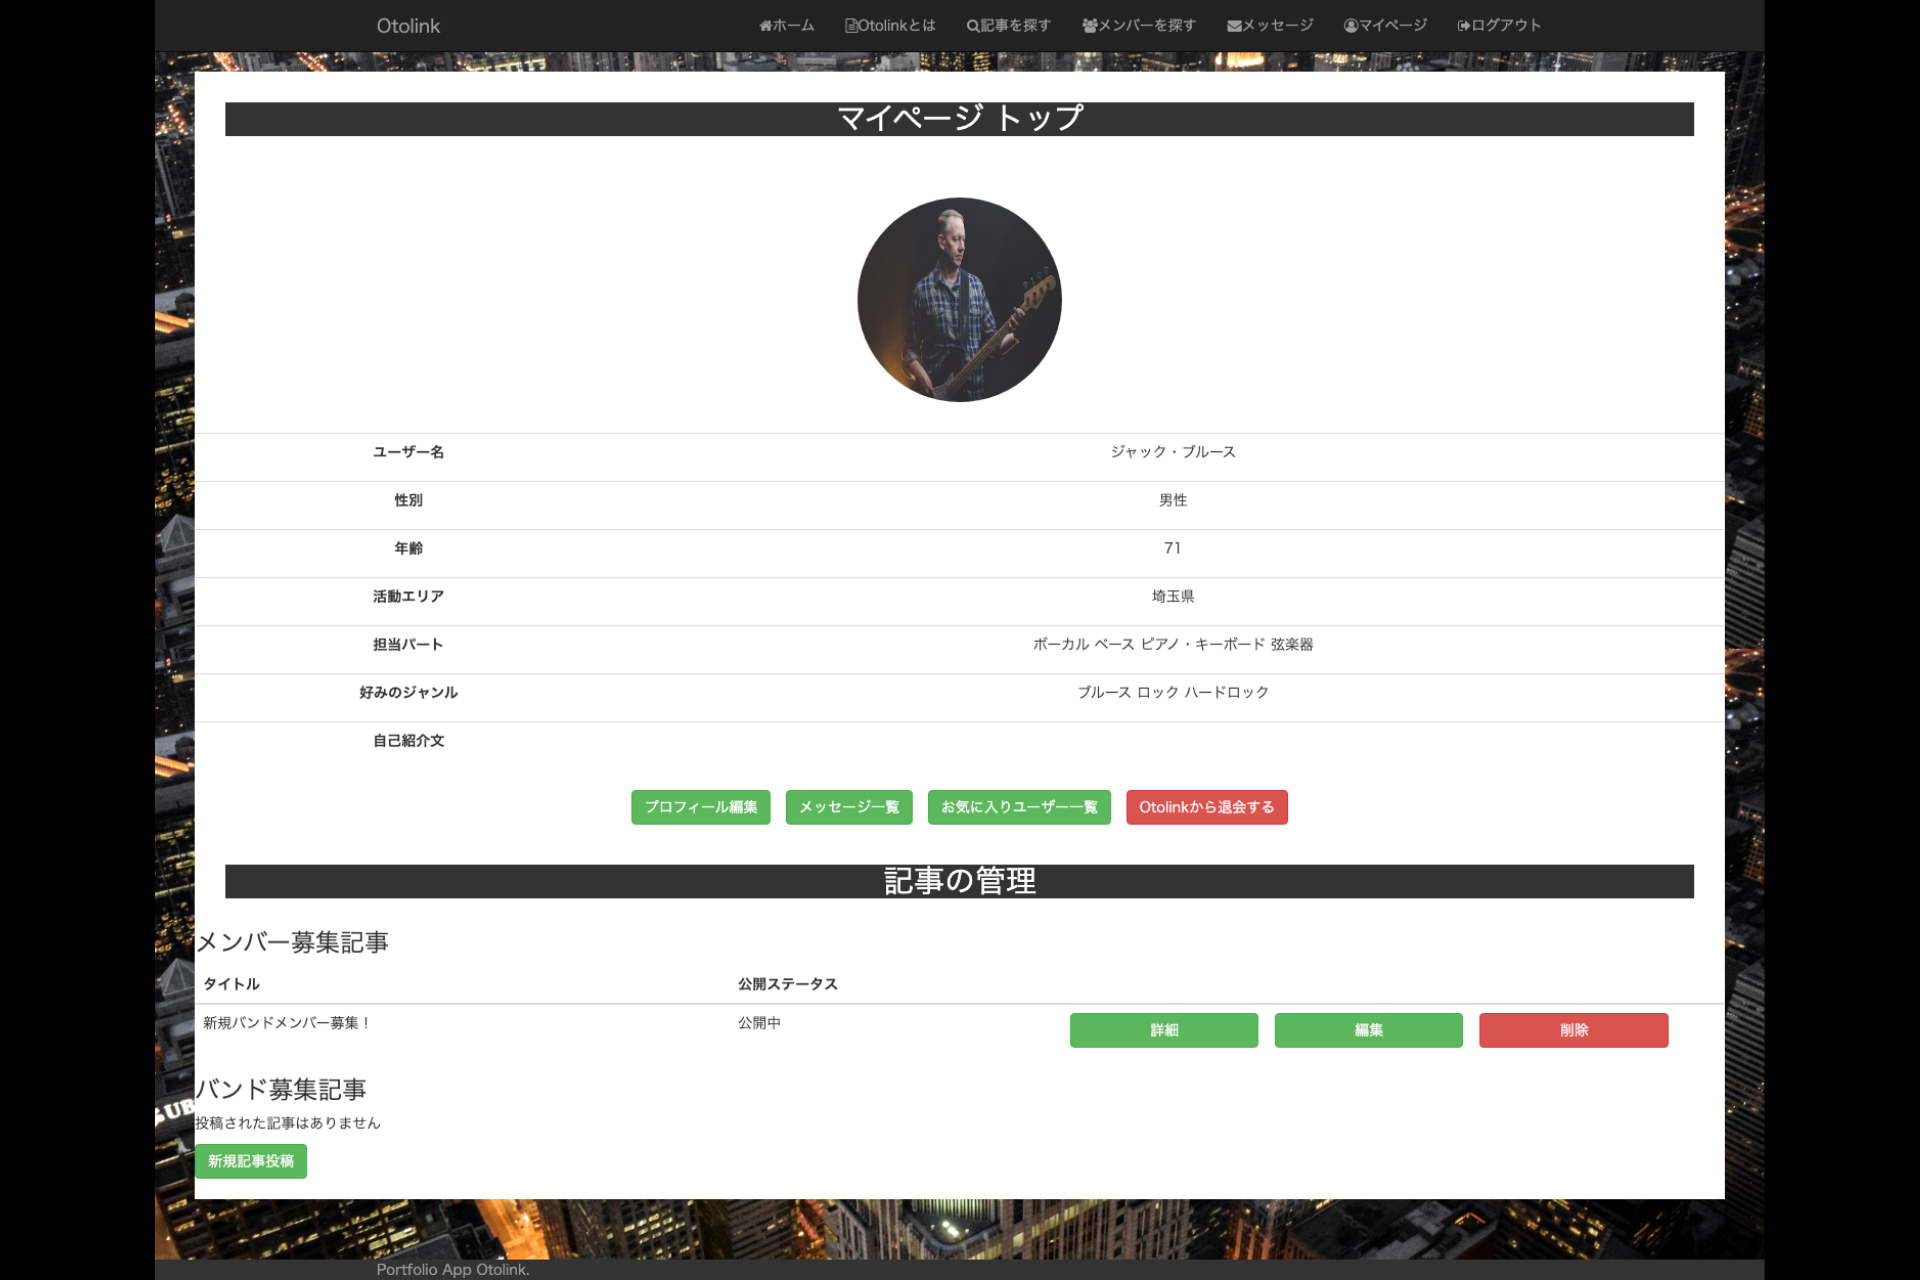 Otolink
ホーム Otolinkとは 記事を探す メンバーを探す メッセージ マイページ ログアウト
マイページ トップ
ユーザー名 ジャック・ブルース
性別 男性
年齢 71
活動エリア 埼玉県
担当パート ボーカル ベース ピアノ・キーボード 弦楽器
好みのジャンル ブルース ロック ハードロック
自己紹介文
プロフィール編集 メッセージ一覧 お気に入りユーザー一覧 Otolinkから退会する
記事の管理
メンバー募集記事
タイトル 公開ステータス
新規バンドメンバー募集！ 公開中 詳細 編集 削除
バンド募集記事
投稿された記事はありません
新規記事投稿
Portfolio App Otolink.